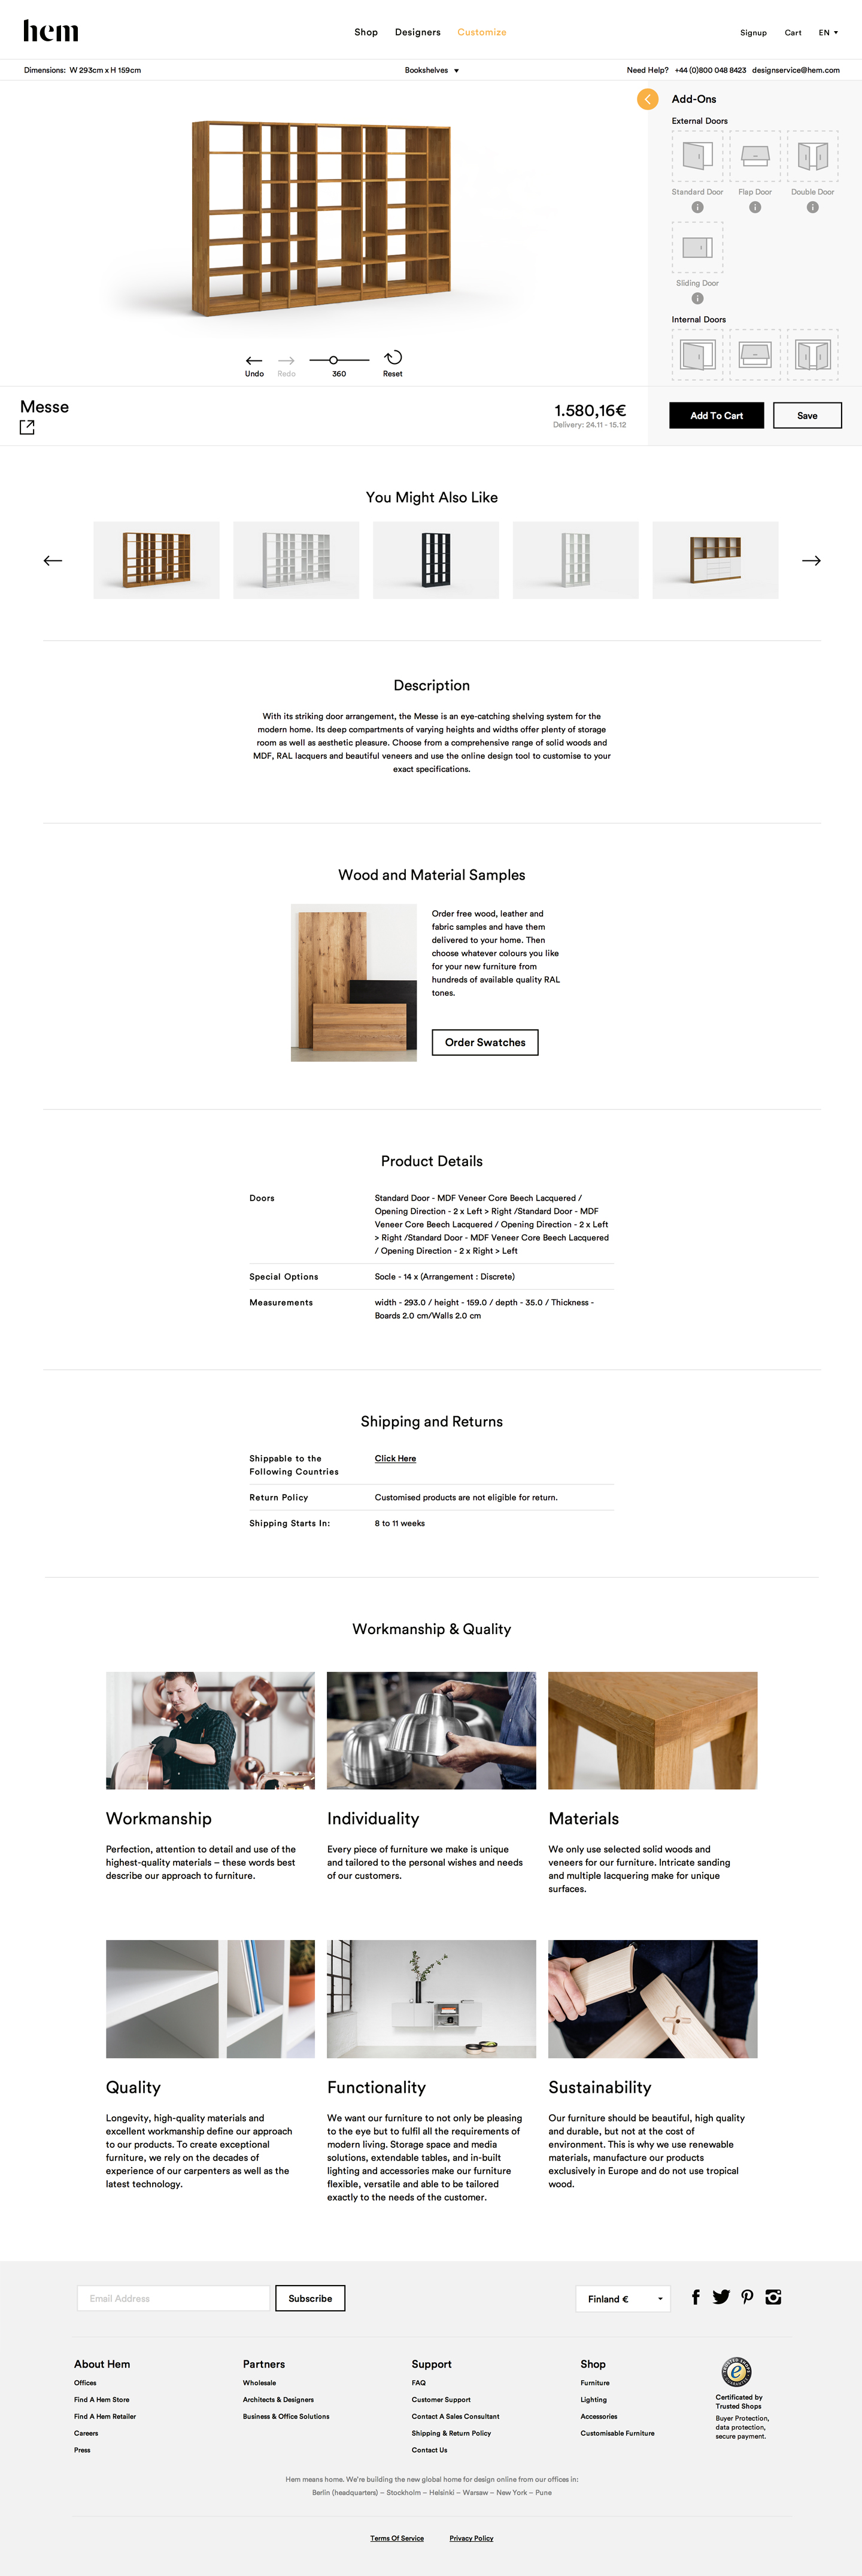 hem
Shop Designers Customize
Signup Cart EN
Dimensions: W 293cm x H 159cm
Bookshelves
Need Help? +44 (0)800 048 8423 designservice@hem.com
Add-Ons
External Doors
Standard Door Flap Door Double Door
Sliding Door
Internal Doors
Undo Redo 360 Reset
Messe
1.580,16€
Delivery: 24.11 - 15.12
Add To Cart Save
You Might Also Like
Description
With its striking door arrangement, the Messe is an eye-catching shelving system for the
modern home. Its deep compartments of varying heights and widths offer plenty of storage
room as well as aesthetic pleasure. Choose from a comprehensive range of solid woods and
MDF, RAL lacquers and beautiful veneers and use the online design tool to customise to your
exact specifications.
Wood and Material Samples
Order free wood, leather and
fabric samples and have them
delivered to your home. Then
choose whatever colours you like
for your new furniture from
hundreds of available quality RAL
tones.
Order Swatches
Product Details
Doors
Standard Door - MDF Veneer Core Beech Lacquered /
Opening Direction - 2 x Left > Right /Standard Door - MDF
Veneer Core Beech Lacquered / Opening Direction - 2 x Left
> Right /Standard Door - MDF Veneer Core Beech Lacquered
/ Opening Direction - 2 x Right > Left
Special Options
Socle - 14 x (Arrangement : Discrete)
Measurements
width - 293.0 / height - 159.0 / depth - 35.0 / Thickness -
Boards 2.0 cm/Walls 2.0 cm
Shipping and Returns
Shippable to the
Following Countries
Click Here
Return Policy
Customised products are not eligible for return.
Shipping Starts In:
8 to 11 weeks
Workmanship & Quality
Workmanship
Perfection, attention to detail and use of the
highest-quality materials – these words best
describe our approach to furniture.
Individuality
Every piece of furniture we make is unique
and tailored to the personal wishes and needs
of our customers.
Materials
We only use selected solid woods and
veneers for our furniture. Intricate sanding
and multiple lacquering make for unique
surfaces.
Quality
Longevity, high-quality materials and
excellent workmanship define our approach
to our products. To create exceptional
furniture, we rely on the decades of
experience of our carpenters as well as the
latest technology.
Functionality
We want our furniture to not only be pleasing
to the eye but to fulfil all the requirements of
modern living. Storage space and media
solutions, extendable tables, and in-built
lighting and accessories make our furniture
flexible, versatile and able to be tailored
exactly to the needs of the customer.
Sustainability
Our furniture should be beautiful, high quality
and durable, but not at the cost of
environment. This is why we use renewable
materials, manufacture our products
exclusively in Europe and do not use tropical
wood.
Email Address
Subscribe
Finland €
About Hem
Offices
Find A Hem Store
Find A Hem Retailer
Careers
Press
Partners
Wholesale
Architects & Designers
Business & Office Solutions
Support
FAQ
Customer Support
Contact A Sales Consultant
Shipping & Return Policy
Contact Us
Shop
Furniture
Lighting
Accessories
Customisable Furniture
Certificated by
Trusted Shops
Buyer Protection,
data protection,
secure payment.
Hem means home. We're building the new global home for design online from our offices in:
Berlin (headquarters) – Stockholm – Helsinki – Warsaw – New York – Pune
Terms Of Service Privacy Policy